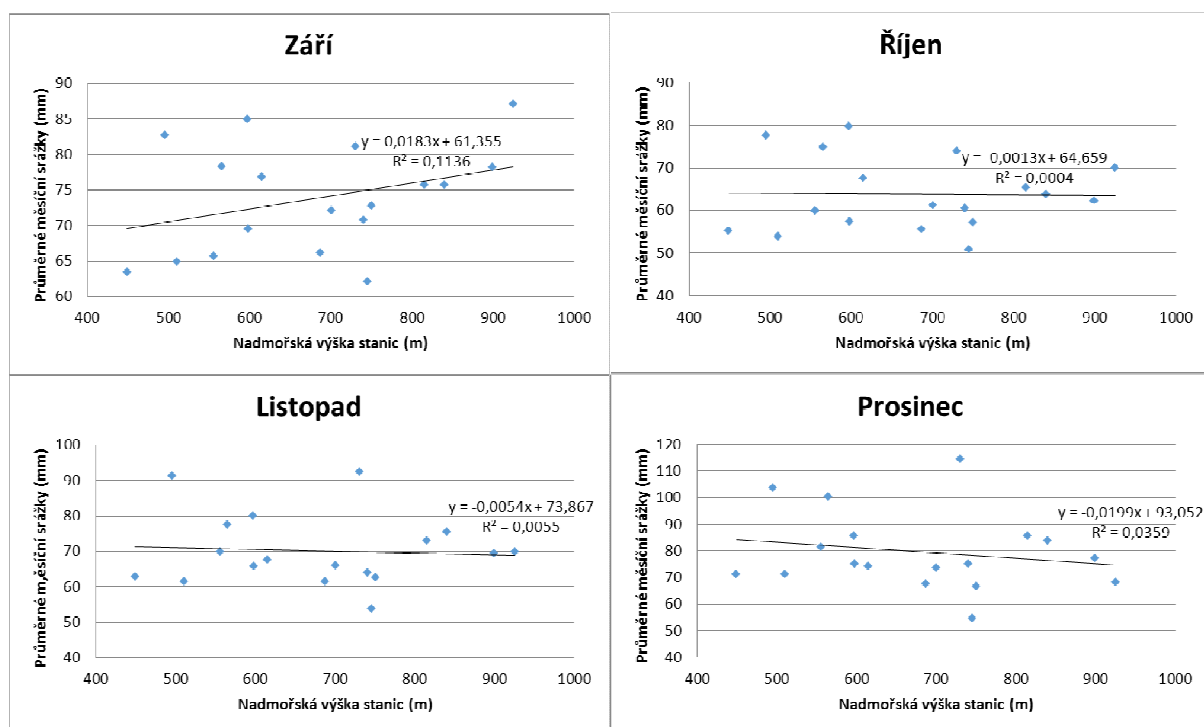 Září
Průměrné měsíční srážky (mm)
90
85
80
75
70
65
60
y = 0,0183x + 61,355
R² = 0,1136
400 500 600 700 800 900 1000
Nadmořská výška stanic (m)
Říjen
Průměrné měsíční srážky (mm)
90
80
70
60
50
40
y = 0,0013x + 64,659
R² = 0,0004
400 500 600 700 800 900 1000
Nadmořská výška stanic (m)
Listopad
Průměrné m,ěsíční srážky (mm)
100
90
80
70
60
50
40
y = -0,0054x + 73,867
R² = 0,0055
400 500 600 700 800 900 1000
Nadmořská výška stanic (m)
Prosinec
Průměrné měsíční srážky (mm)
120
110
100
90
80
70
60
50
40
y = -0,0199x + 93,052
R² = 0,0359
400 500 600 700 800 900 1000
Nadmořská výška stanic (m)